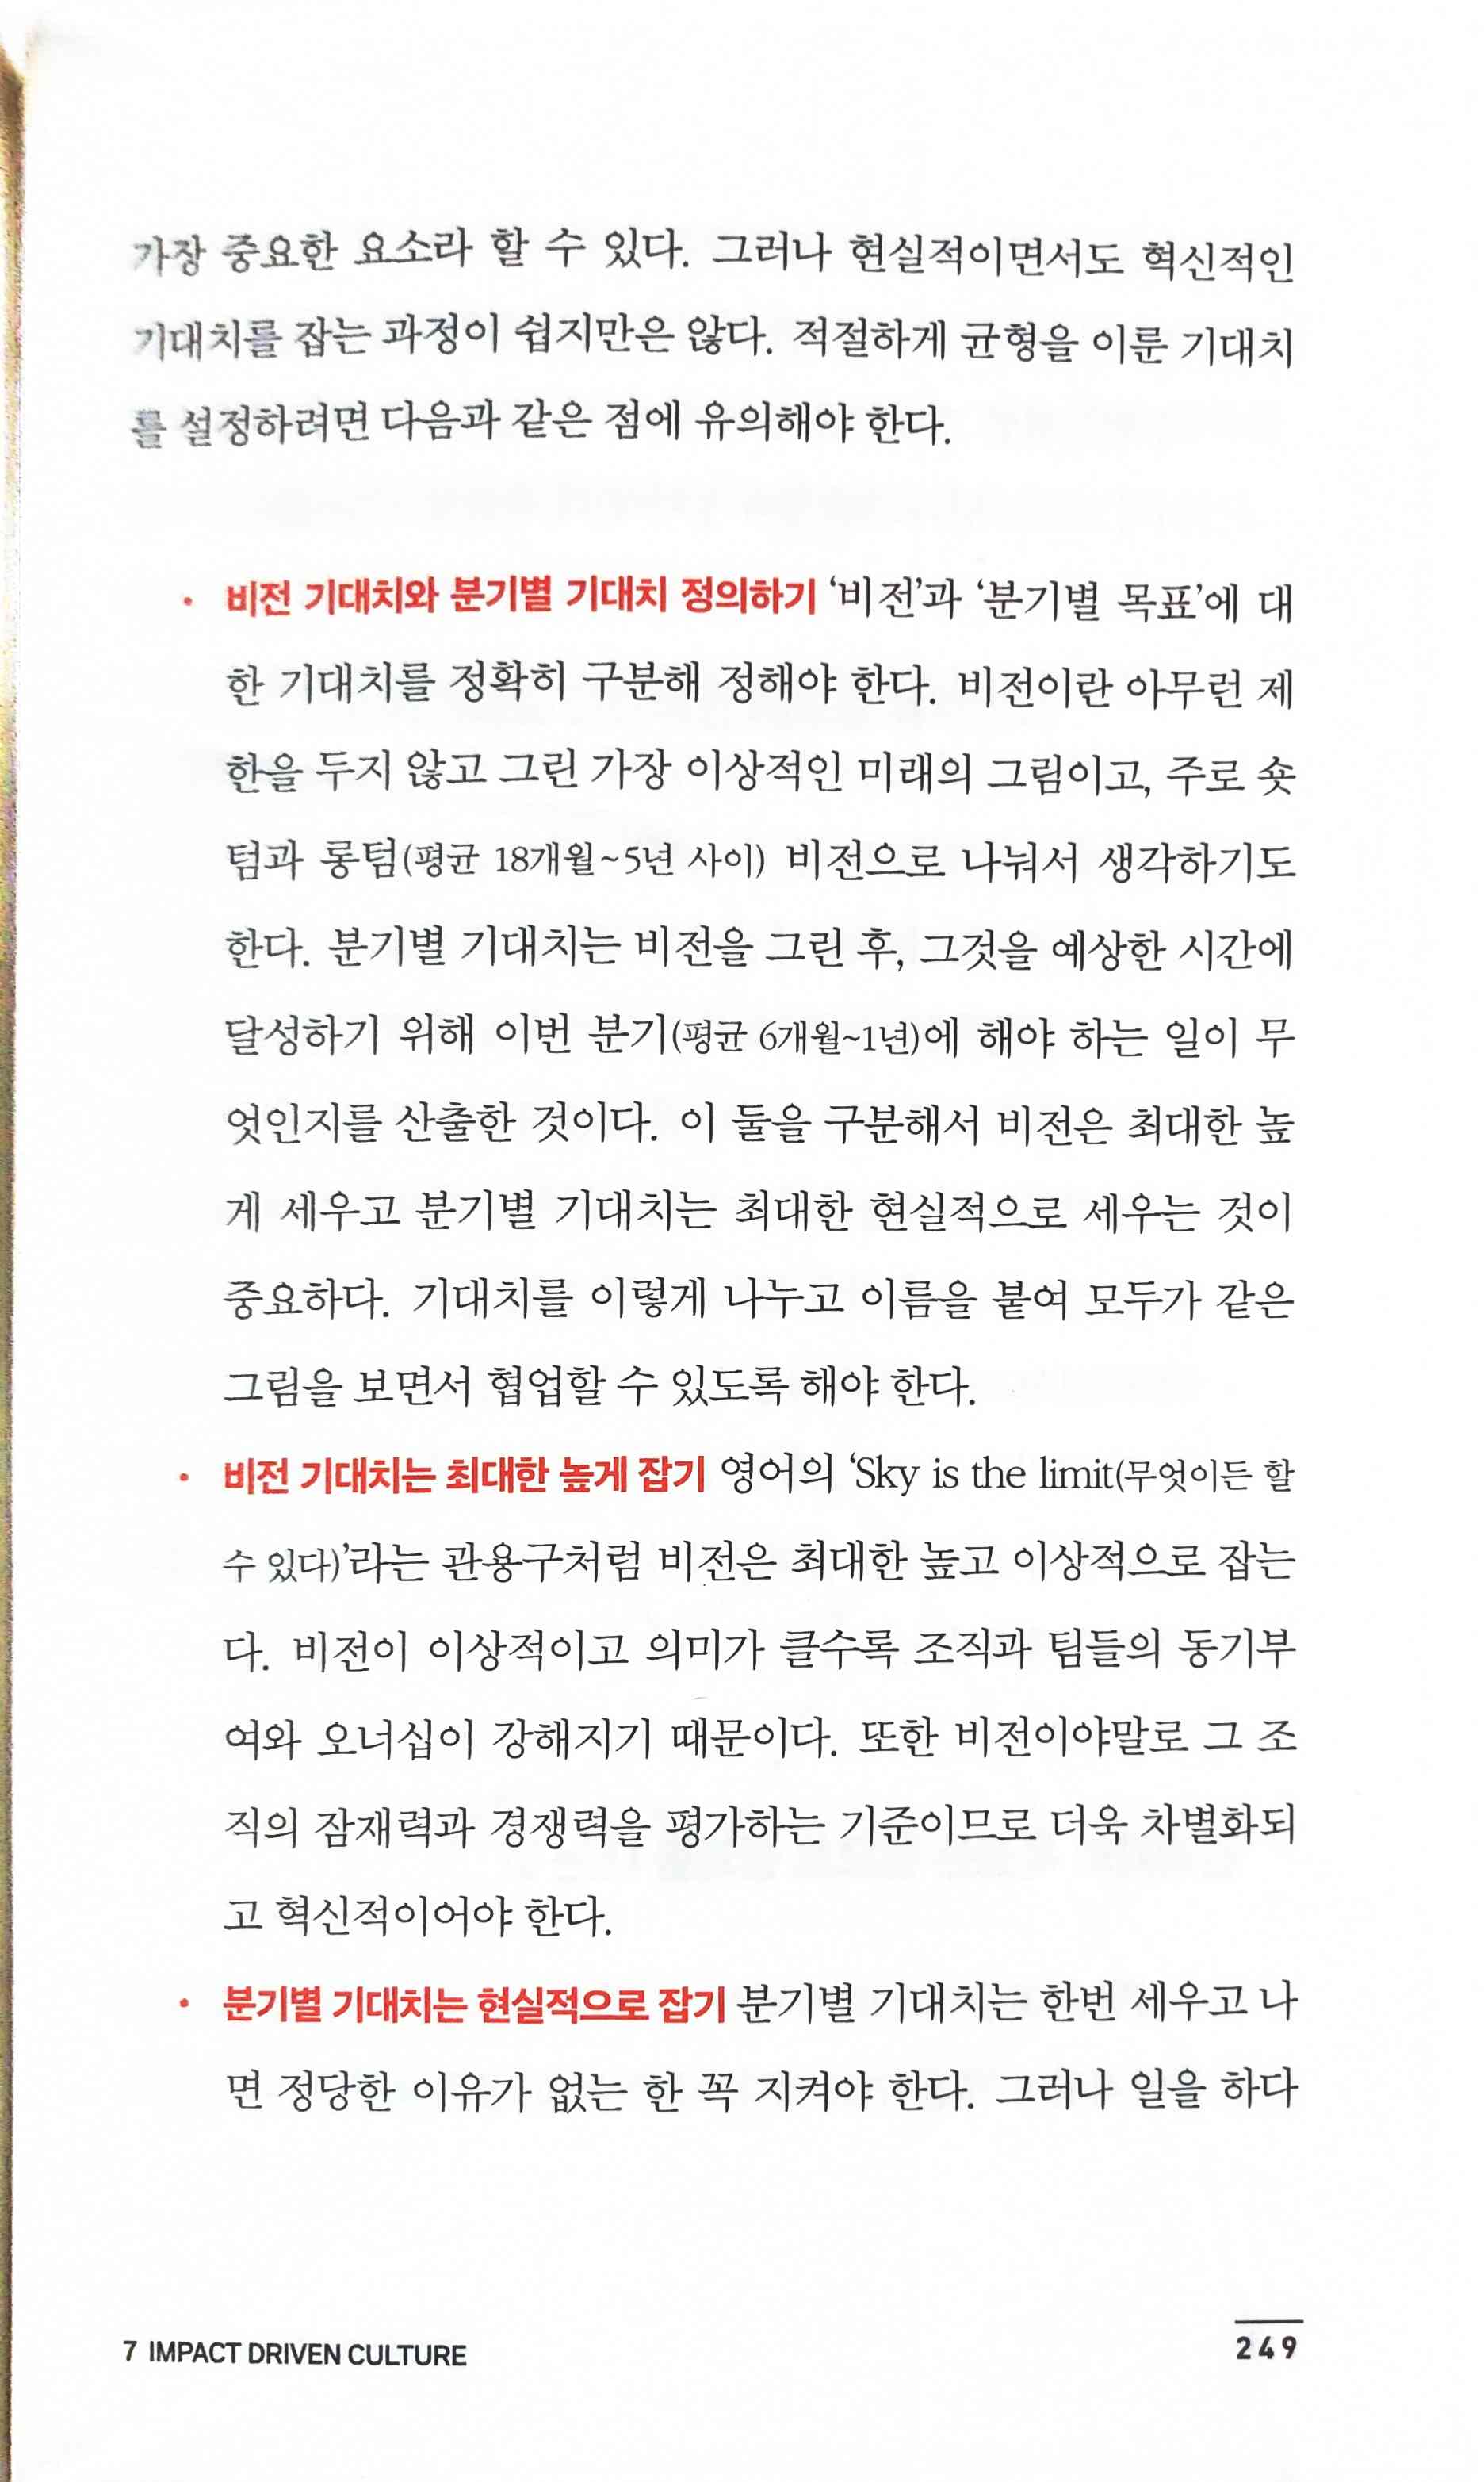 가장 중요한 요소라 할 수 있다. 그러나 현실적이면서도 혁신적인
기대치를 잡는 과정이 쉽지만은 않다. 적절하게 균형을 이룬 기대치
를 설정하려면 다음과 같은 점에 유의해야 한다.
• 비전 기대치와 분기별 기대치 정의하기 ‘비전’과 ‘분기별 목표’에 대
한 기대치를 정확히 구분해 정해야 한다. 비전이란 아무런 제
한을 두지 않고 그린 가장 이상적인 미래의 그림이고, 주로 숏
텀과 롱텀(평균 18개월~5년 사이) 비전으로 나눠서 생각하기도
한다. 분기별 기대치는 비전을 그린 후, 그것을 예상한 시간에
달성하기 위해 이번 분기(평균 6개월~1년)에 해야 하는 일이 무
엇인지를 산출한 것이다. 이 둘을 구분해서 비전은 최대한 높
게 세우고 분기별 기대치는 최대한 현실적으로 세우는 것이
중요하다. 기대치를 이렇게 나누고 이름을 붙여 모두가 같은
그림을 보면서 협업할 수 있도록 해야 한다.
• 비전 기대치는 최대한 높게 잡기 영어의 ‘Sky is the limit(무엇이든 할
수 있다)’라는 관용구처럼 비전은 최대한 높고 이상적으로 잡는
다. 비전이 이상적이고 의미가 클수록 조직과 팀들의 동기부
여와 오너십이 강해지기 때문이다. 또한 비전이야말로 그 조
직의 잠재력과 경쟁력을 평가하는 기준이므로 더욱 차별화되
고 혁신적이어야 한다.
• 분기별 기대치는 현실적으로 잡기 분기별 기대치는 한번 세우고 나
면 정당한 이유가 없는 한 꼭 지켜야 한다. 그러나 일을 하다
7 IMPACT DRIVEN CULTURE
249